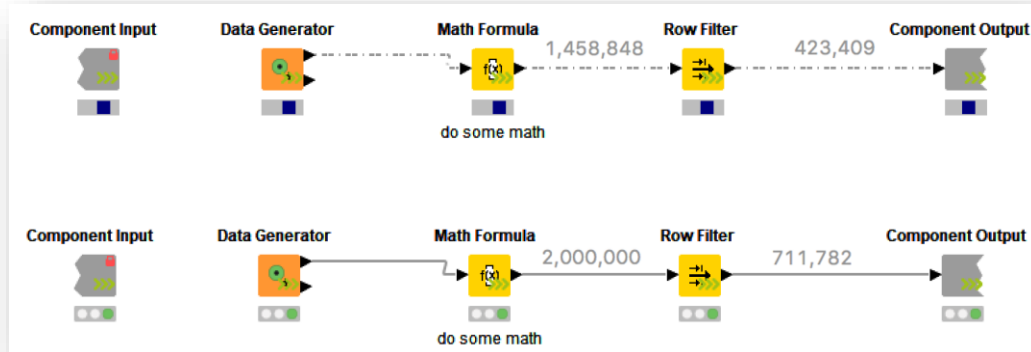 Component Input Data Generator Math Formula Row Filter Component Output
1,458,848 423,409
f(x)
do some math
Component Input Data Generator Math Formula Row Filter Component Output
2,000,000 711,782
f(x)
do some math